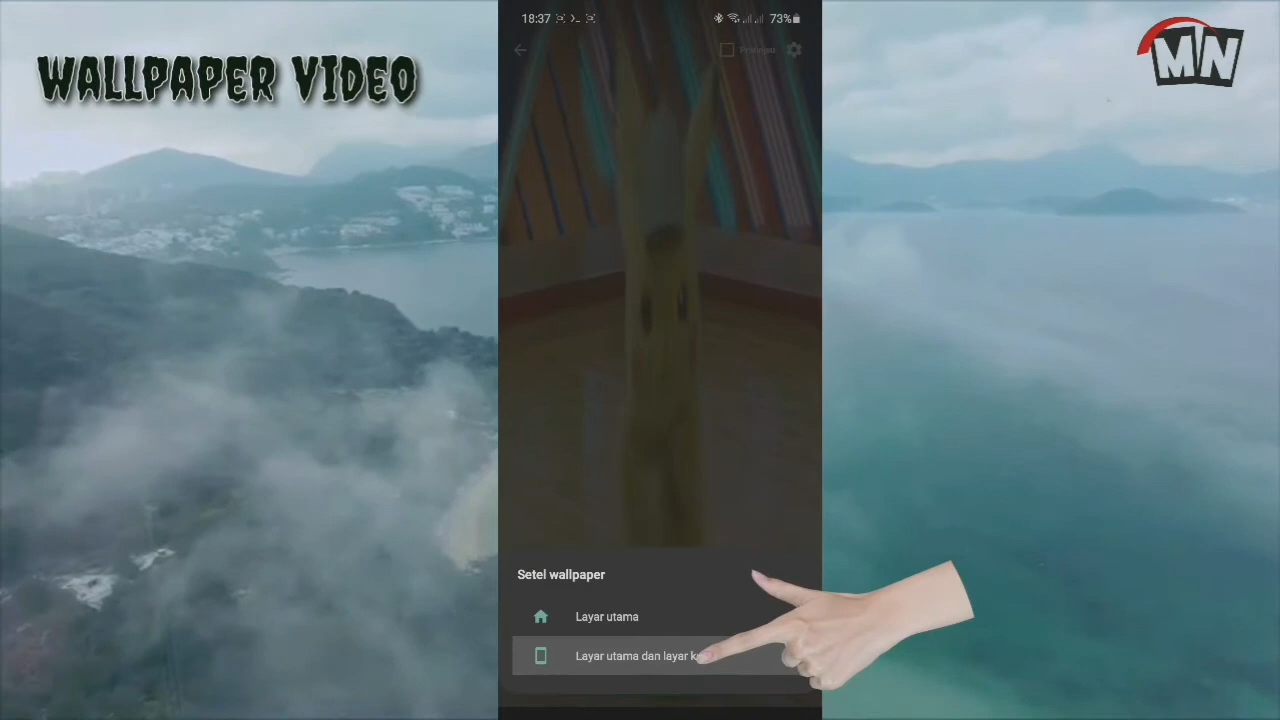 18:37
73%
WALLPAPER VIDEO
MN
Setel wallpaper
Layar utama
Layar utama dan layar